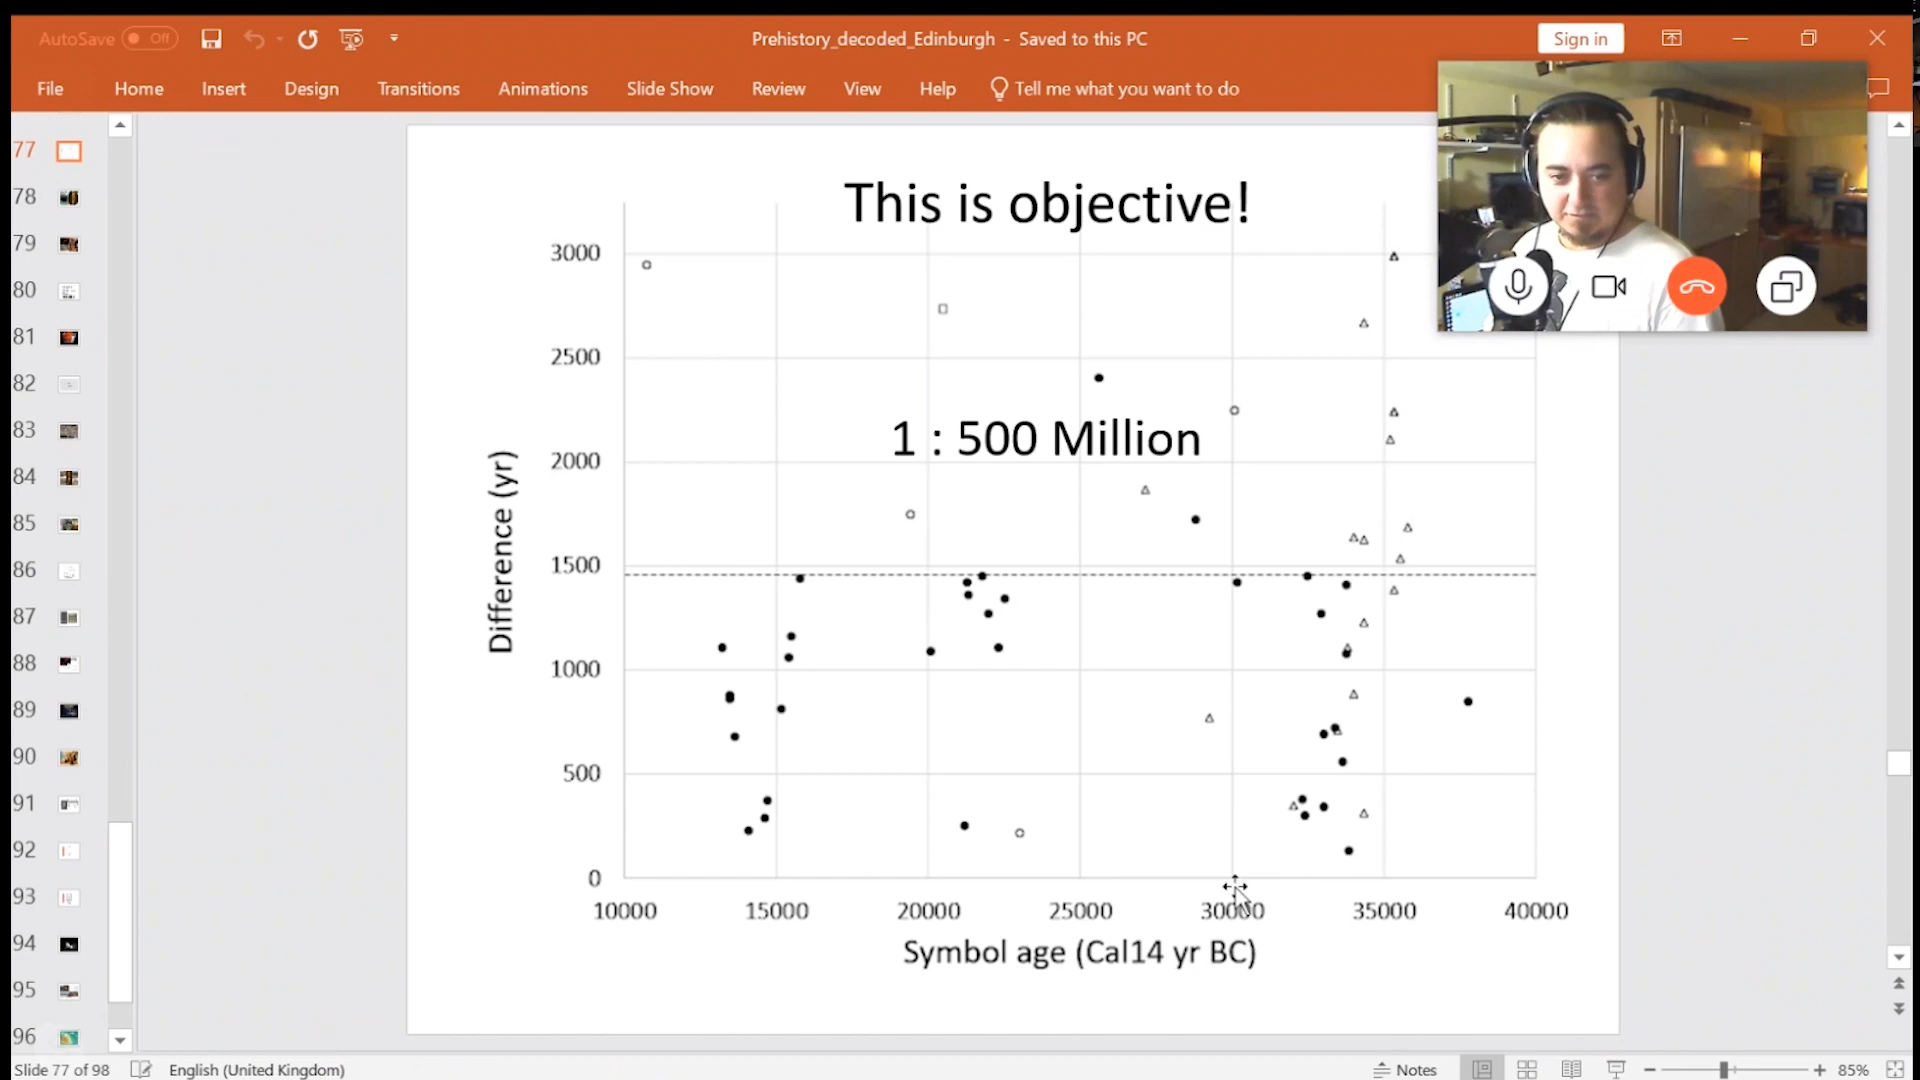 AutoSave Off
Prehistory_decoded_Edinburgh - Saved to this PC
Sign in
File Home Insert Design Transitions Animations Slide Show Review View Help Tell me what you want to do
77
78
79
80
81
82
83
84
85
86
87
88
89
90
91
92
93
94
95
96
This is objective!
1 : 500 Million
Difference (yr)
3000
2500
2000
1500
1000
500
0
10000 15000 20000 25000 30000 35000 40000
Symbol age (Cal14 yr BC)
Slide 77 of 98 English (United Kingdom) Notes 85%